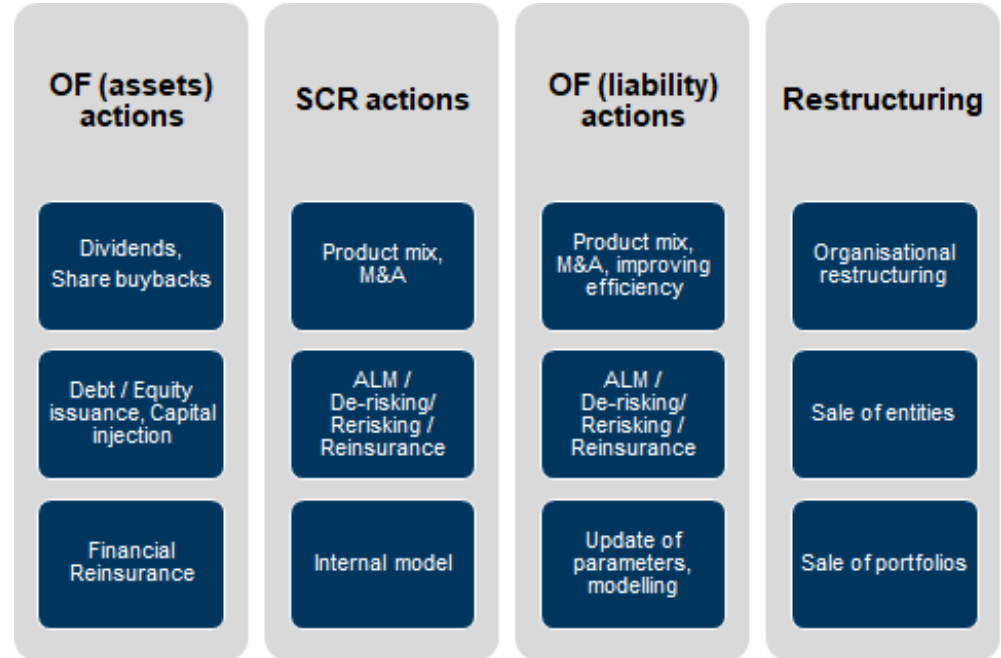 OF (assets)
actions
Dividends,
Share buybacks
Debt / Equity
issuance, Capital
injection
Financial
Reinsurance
SCR actions
Product mix,
M&A
ALM /
De-risking/
Rerisking /
Reinsurance
Internal model
OF (liability)
actions
Product mix,
M&A, improving
efficiency
ALM /
De-risking/
Rerisking /
Reinsurance
Update of
parameters,
modelling
Restructuring
Organisational
restructuring
Sale of entities
Sale of portfolios